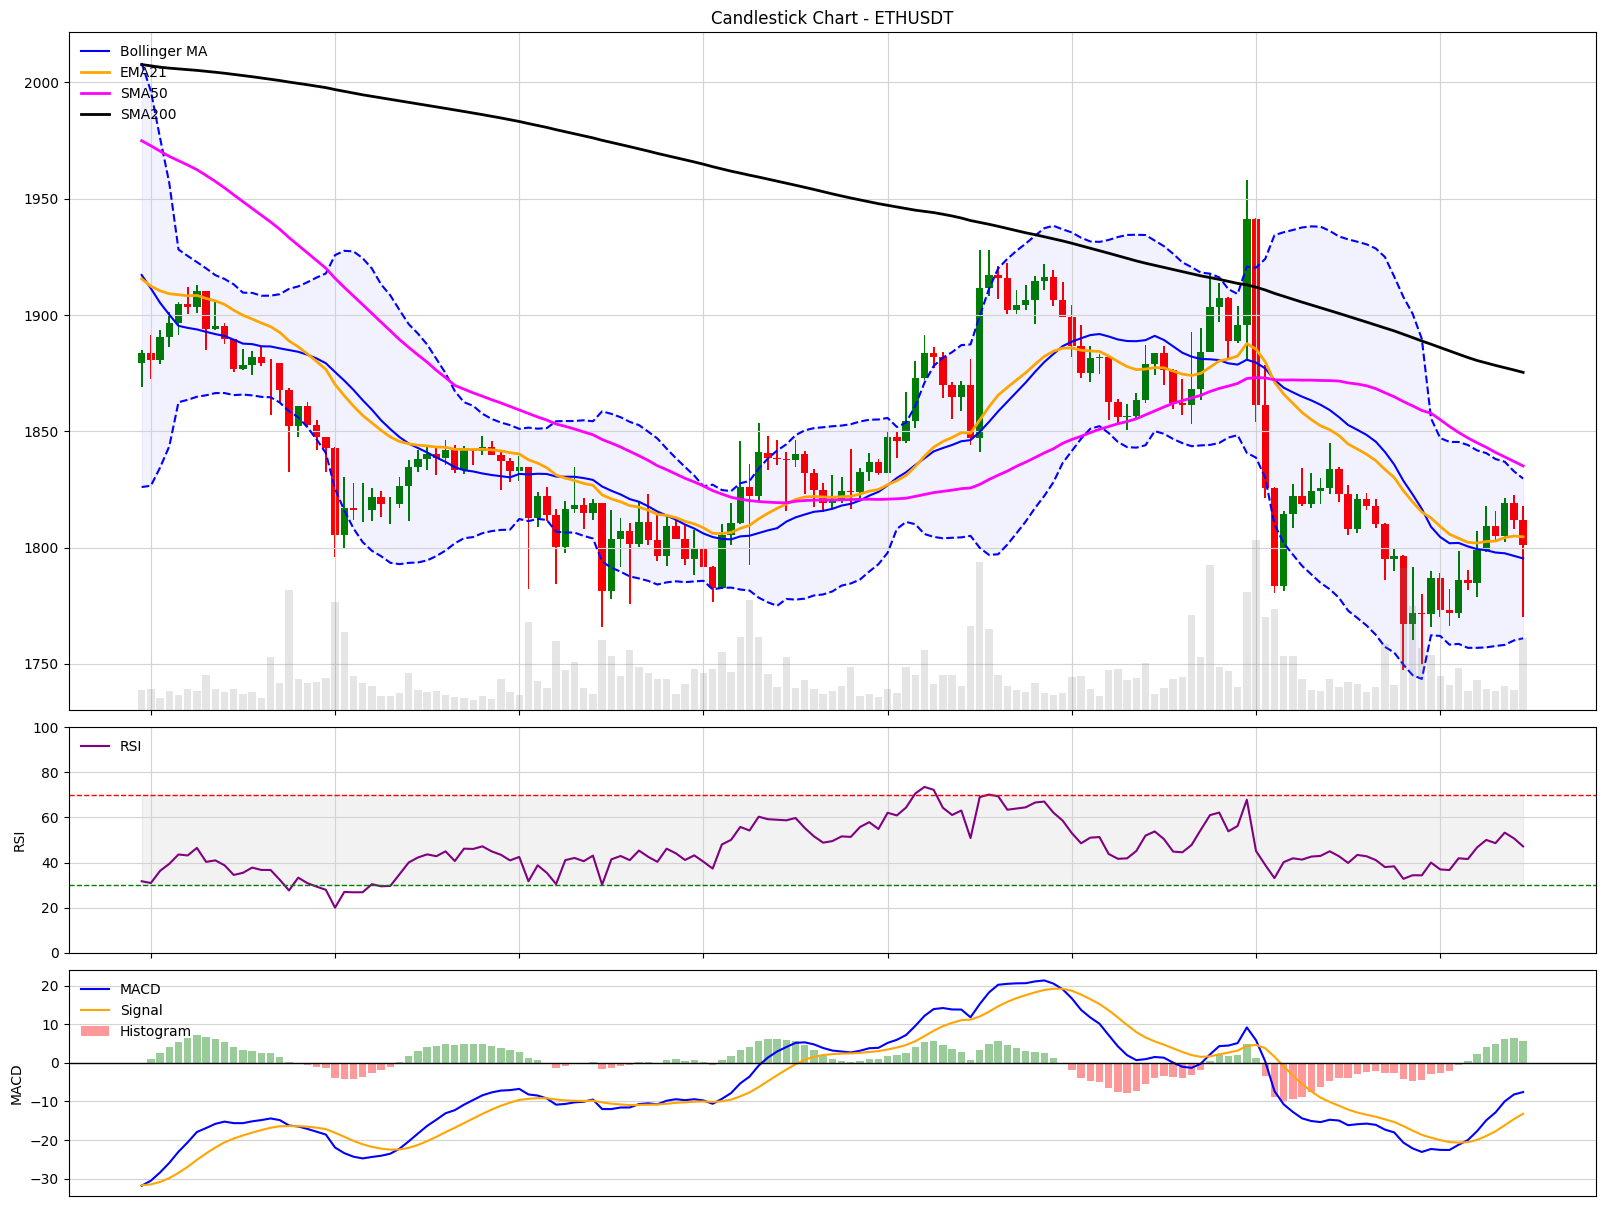 Candlestick Chart - ETHUSDT
Bollinger MA
EMA21
SMA50
SMA200
2000
1950
1900
1850
1800
1750
RSI
100
80
60
40
20
0
RSI
MACD
Signal
Histogram
20
10
0
−10
−20
−30
MACD